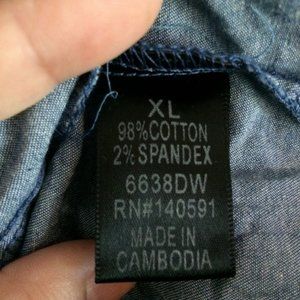 XL
98%COTTON
2%SPANDEX
6638DW
RN#140591
MADE IN
CAMBODIA